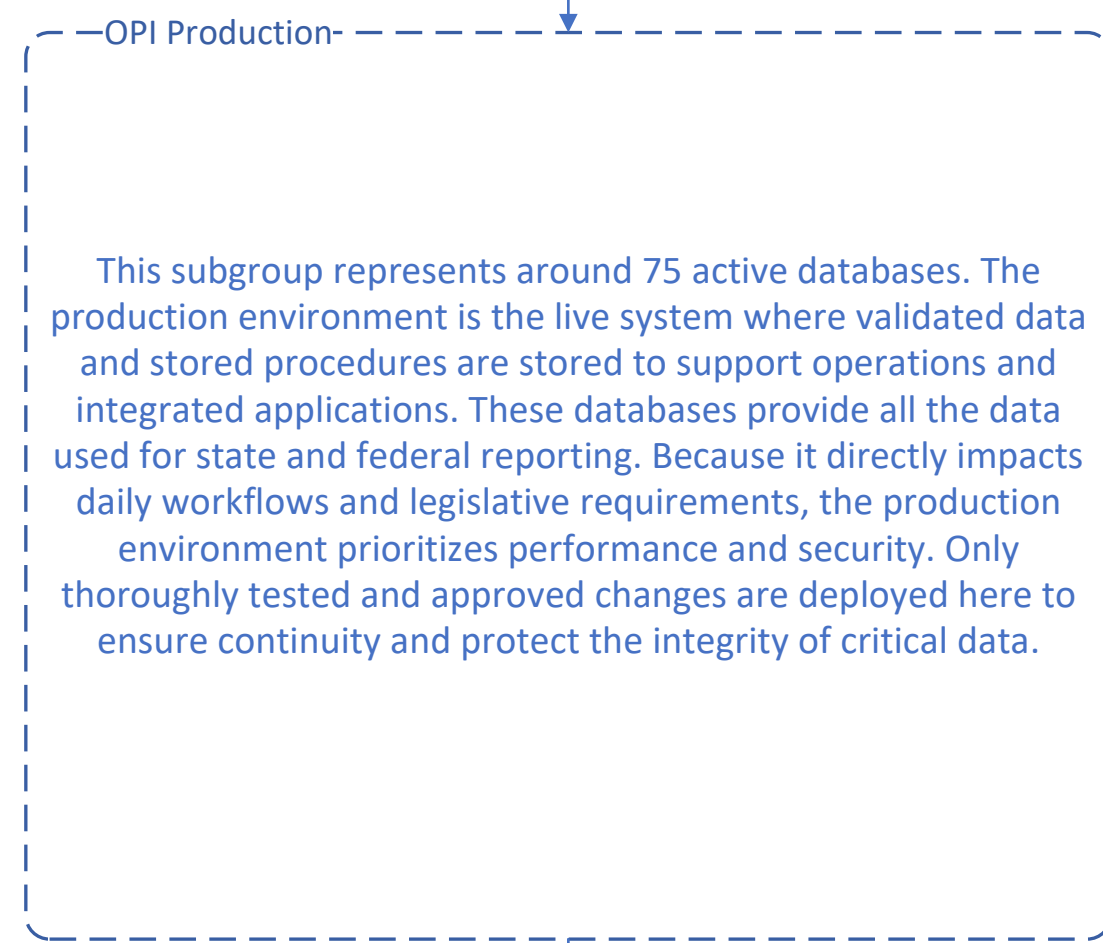 OPI Production
This subgroup represents around 75 active databases. The
production environment is the live system where validated data
and stored procedures are stored to support operations and
integrated applications. These databases provide all the data
used for state and federal reporting. Because it directly impacts
daily workflows and legislative requirements, the production
environment prioritizes performance and security. Only
thoroughly tested and approved changes are deployed here to
ensure continuity and protect the integrity of critical data.